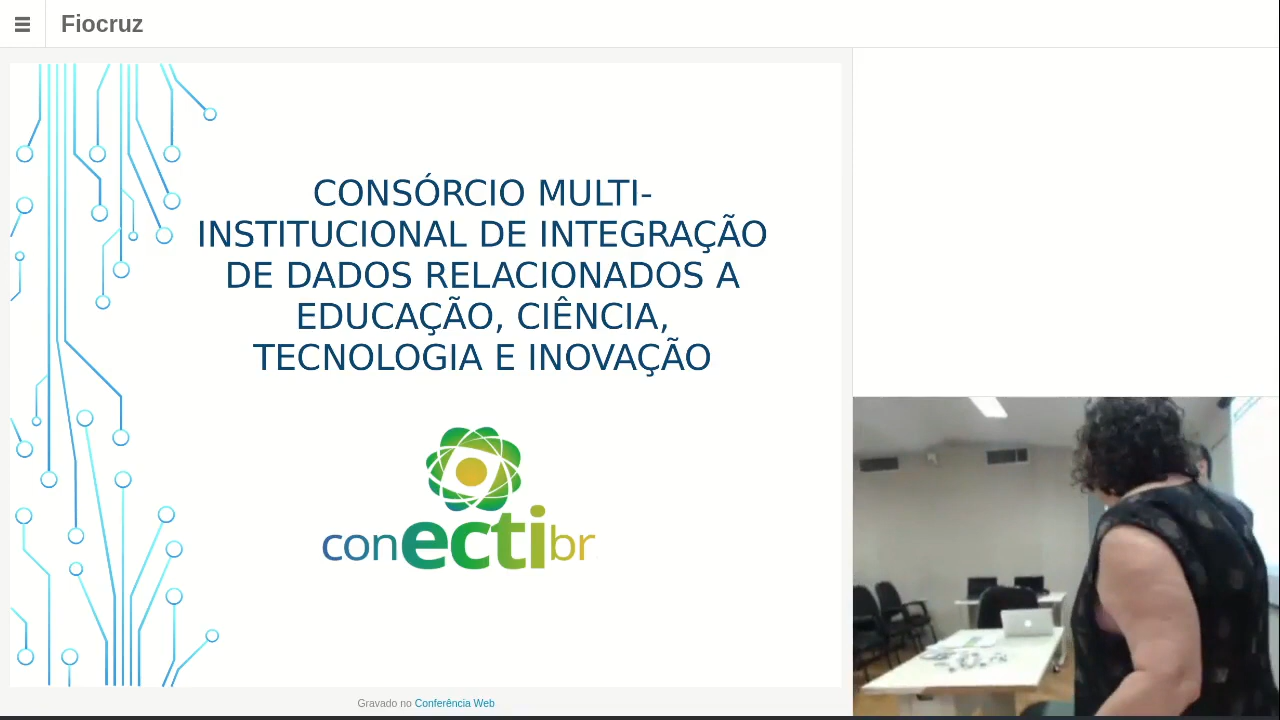 Fiocruz
CONSÓRCIO MULTI-
INSTITUCIONAL DE INTEGRAÇÃO
DE DADOS RELACIONADOS A
EDUCAÇÃO, CIÊNCIA,
TECNOLOGIA E INOVAÇÃO
conectibr
Gravado no Conferência Web